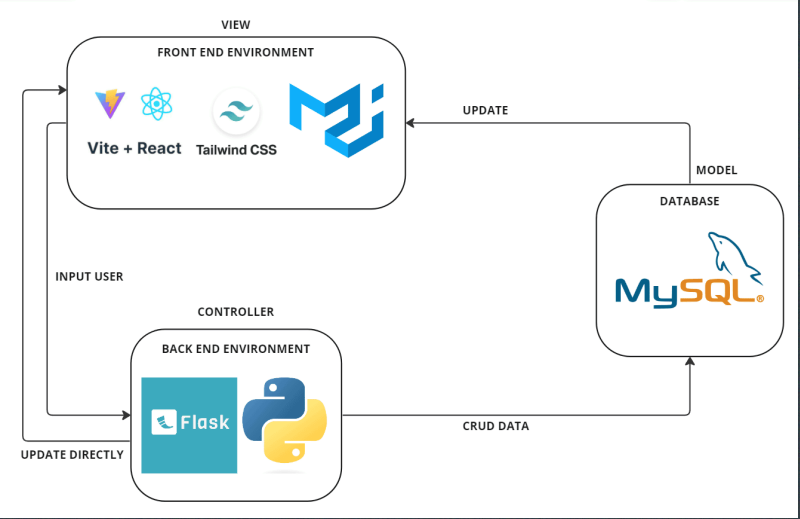 VIEW
FRONT END ENVIRONMENT
Vite + React
Tailwind CSS
UPDATE
MODEL
DATABASE
MySQL®
INPUT USER
CONTROLLER
BACK END ENVIRONMENT
Flask
CRUD DATA
UPDATE DIRECTLY